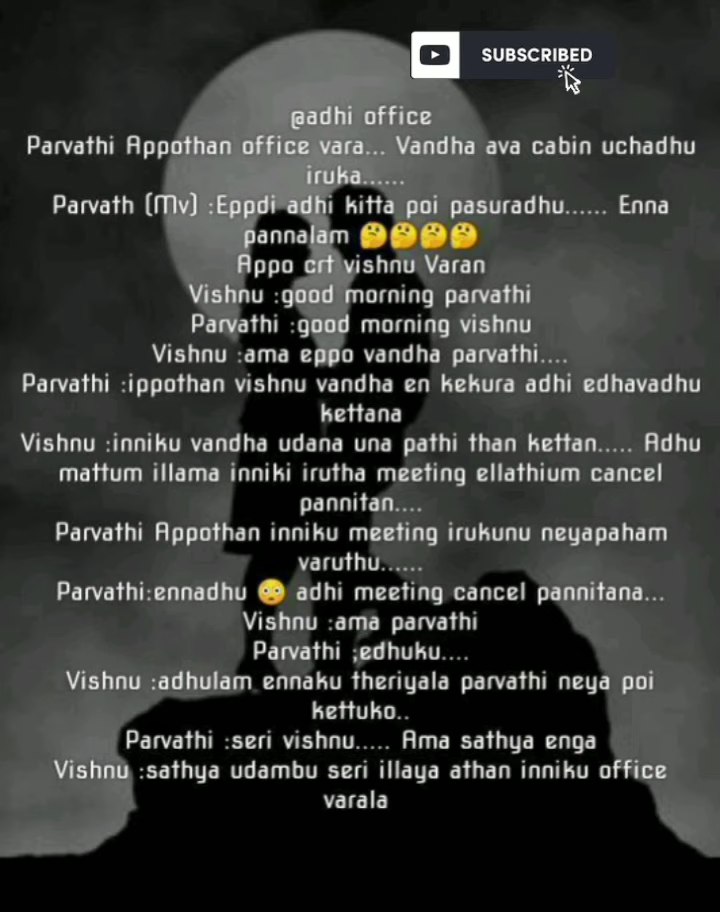 SUBSCRIBED
@adhi office
Parvathi Appothan office vara... Vandha ava cabin uchadhu
iruka......
Parvath (Mv) :Eppdi adhi kitta poi pasuradhu...... Enna
pannalam 🤔🤔🤔🤔
Appo crt vishnu Varan
Vishnu :good morning parvathi
Parvathi :good morning vishnu
Vishnu :ama eppo vandha parvathi....
Parvathi :ippothan vishnu vandha en kekura adhi edhavadhu
kettana
Vishnu :inniku vandha udana una pathi than kettan..... Adhu
mattum illama inniki irutha meeting ellathium cancel
pannitan....
Parvathi Appothan inniku meeting irukunu neyapaham
varuthu......
Parvathi:ennadhu 😳 adhi meeting cancel pannitana...
Vishnu :ama parvathi
Parvathi ;edhuku....
Vishnu :adhulam ennaku theriyala parvathi neya poi
kettuko..
Parvathi :seri vishnu..... Ama sathya enga
Vishnu :sathya udambu seri illaya athan inniku office
varala